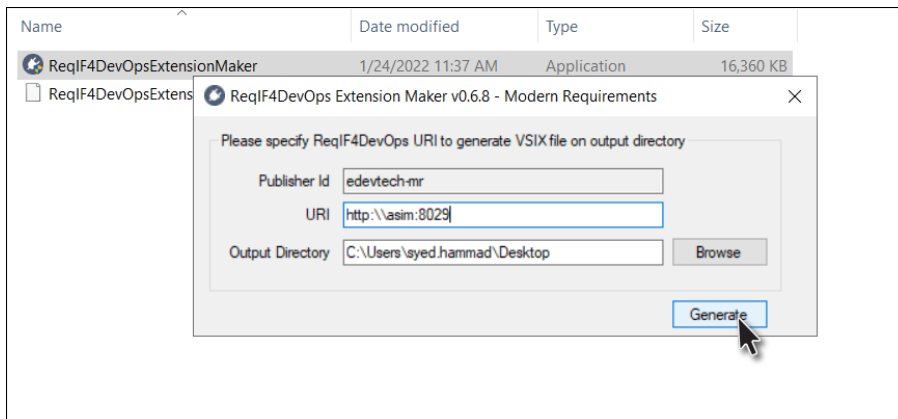 Name Date modified Type Size
ReqIF4DevOpsExtensionMaker 1/24/2022 11:37 AM Application 16,360 KB
ReqIF4DevOpsExtens
ReqIF4DevOps Extension Maker v0.6.8 - Modern Requirements
Please specify ReqIF4DevOps URI to generate VSIX file on output directory
Publisher Id edevtech-mr
URI http:\\asim:8029
Output Directory C:\Users\syed.hammad\Desktop Browse
Generate